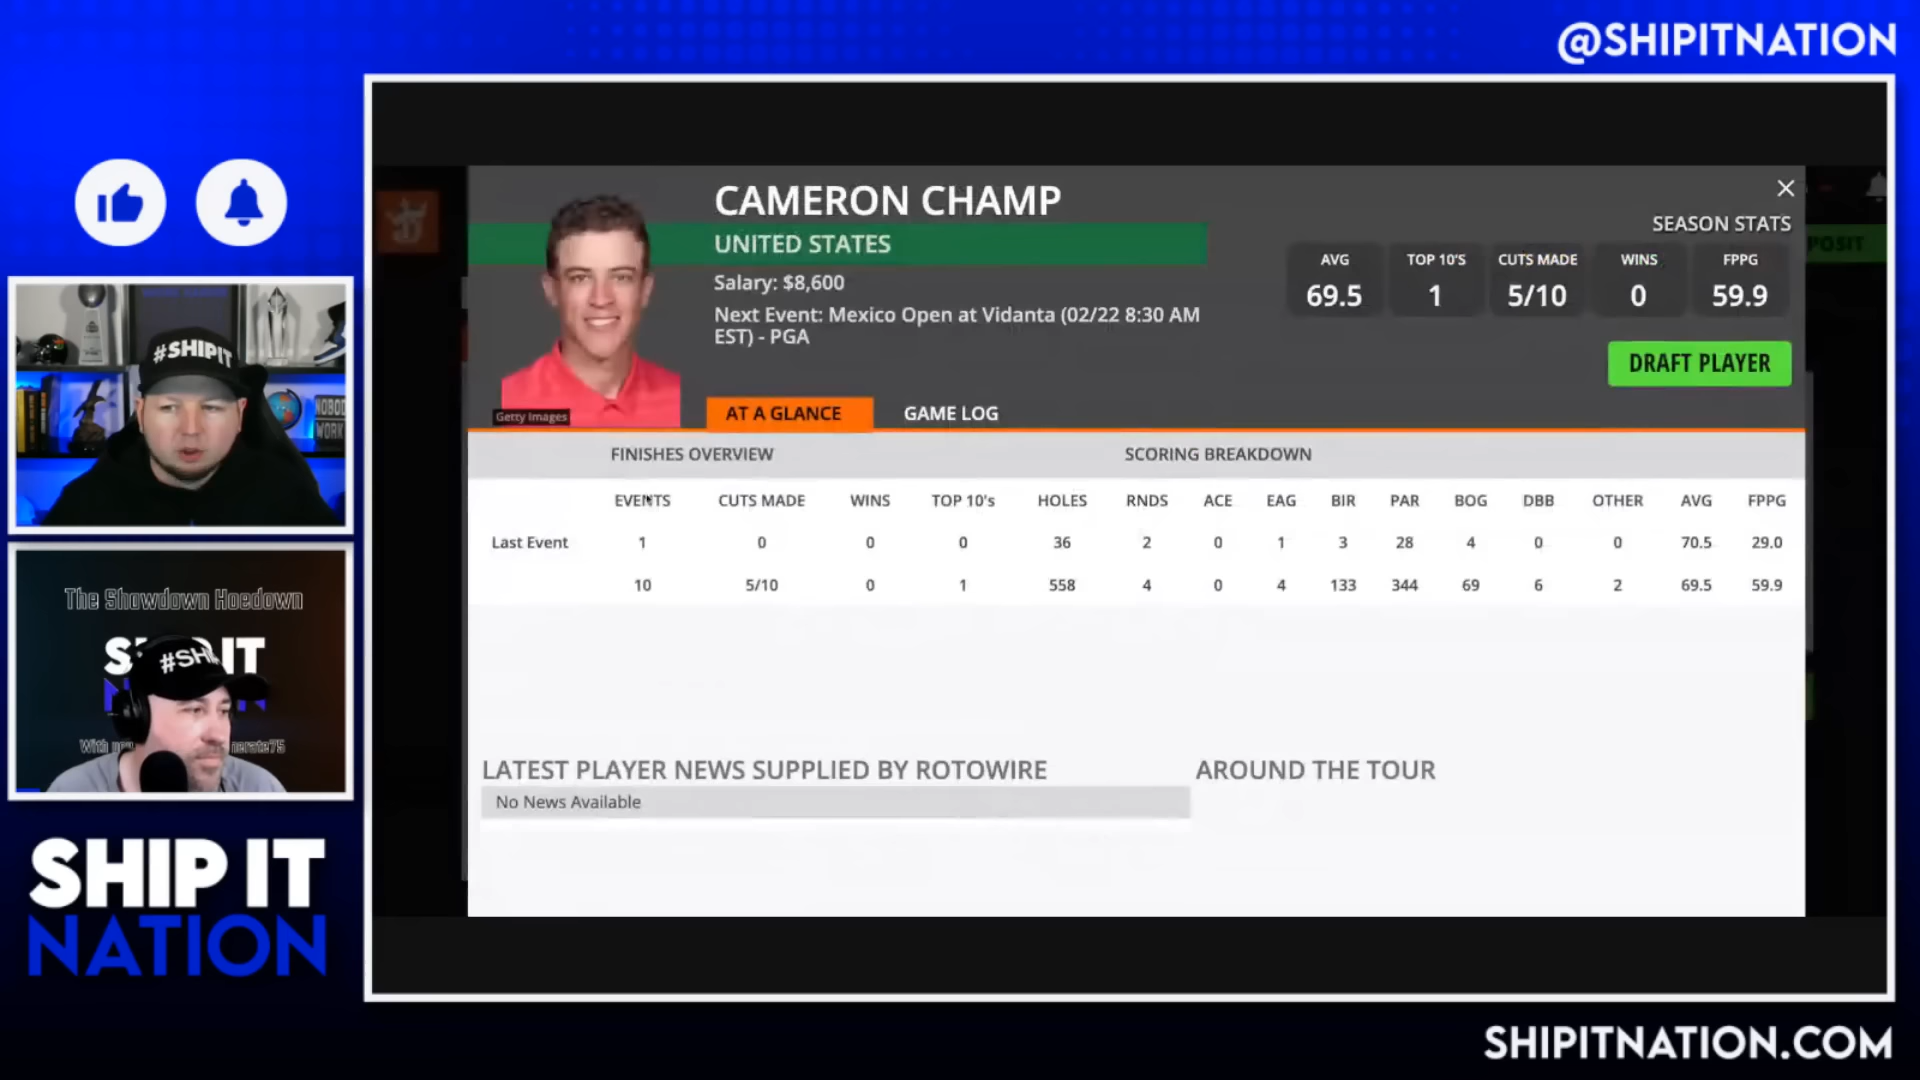 @SHIPITNATION
CAMERON CHAMP
UNITED STATES
Salary: $8,600
Next Event: Mexico Open at Vidanta (02/22 8:30 AM
EST) - PGA
SEASON STATS
AVG TOP 10'S CUTS MADE WINS FPPG
69.5 1 5/10 0 59.9
DRAFT PLAYER
Getty Images
AT A GLANCE GAME LOG
FINISHES OVERVIEW SCORING BREAKDOWN
EVENTS CUTS MADE WINS TOP 10's HOLES RNDS ACE EAG BIR PAR BOG DBB OTHER AVG FPPG
Last Event 1 0 0 0 36 2 0 1 3 28 4 0 0 70.5 29.0
10 5/10 0 1 558 4 0 4 133 344 69 6 2 69.5 59.9
LATEST PLAYER NEWS SUPPLIED BY ROTOWIRE
No News Available
AROUND THE TOUR
#SHIPIT
The Showdown Hoedown
With
SHIP IT
NATION
SHIPITNATION.COM